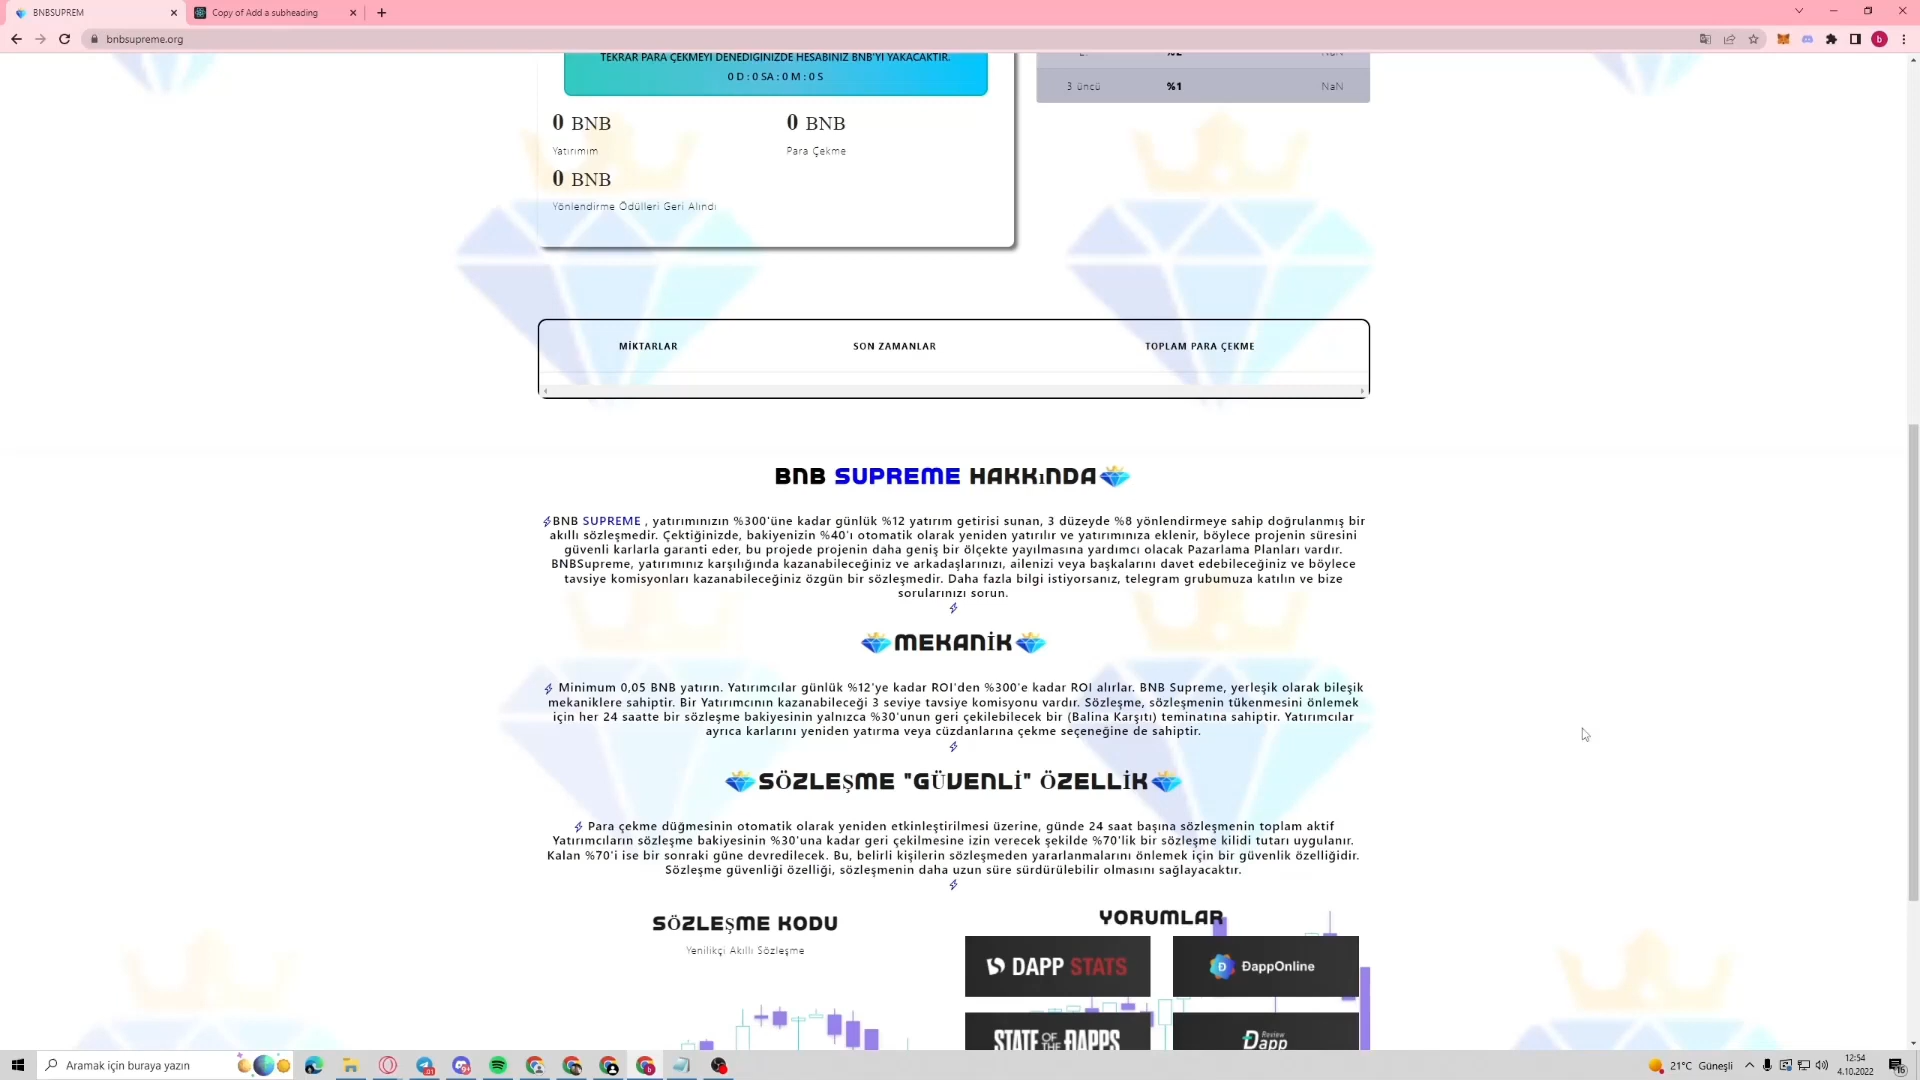 BNBSUPREM
Copy of Add a subheading
bnbsupreme.org
TEKRAR PARA ÇEKMEYİ DENEDİĞİNİZDE HESABINIZ BNB'Yİ YAKACAKTIR.
0 D : 0 SA : 0 M : 0 S
%2
NaN
3 üncü %1 NaN
0 BNB
Yatırımım
0 BNB
Para Çekme
0 BNB
Yönlendirme Ödülleri Geri Alındı
MİKTARLAR SON ZAMANLAR TOPLAM PARA ÇEKME
BNB SUPREME HAKKıNDA
BNB SUPREME , yatırımınızın %300'üne kadar günlük %12 yatırım getirisi sunan, 3 düzeyde %8 yönlendirmeye sahip doğrulanmış bir
akıllı sözleşmedir. Çektiğinizde, bakiyenizin %40'ı otomatik olarak yeniden yatırılır ve yatırımınıza eklenir, böylece projenin süresini
güvenli karlarla garanti eder, bu projede projenin daha geniş bir ölçekte yayılmasına yardımcı olacak Pazarlama Planları vardır.
BNBSupreme, yatırımınız karşılığında kazanabileceğiniz ve arkadaşlarınızı, ailenizi veya başkalarını davet edebileceğiniz ve böylece
tavsiye komisyonları kazanabileceğiniz özgün bir sözleşmedir. Daha fazla bilgi istiyorsanız, telegram grubumuza katılın ve bize
sorularınızı sorun.
MEKANİK
Minimum 0,05 BNB yatırın. Yatırımcılar günlük %12'ye kadar ROI'den %300'e kadar ROI alırlar. BNB Supreme, yerleşik olarak bileşik
mekaniklere sahiptir. Bir Yatırımcının kazanabileceği 3 seviye tavsiye komisyonu vardır. Sözleşme, sözleşmenin tükenmesini önlemek
için her 24 saatte bir sözleşme bakiyesinin yalnızca %30'unun geri çekilebilecek bir (Balina Karşıtı) teminatına sahiptir. Yatırımcılar
ayrıca karlarını yeniden yatırma veya cüzdanlarına çekme seçeneğine de sahiptir.
SÖZLEŞME "GÜVENLİ" ÖZELLİK
Para çekme düğmesinin otomatik olarak yeniden etkinleştirilmesi üzerine, günde 24 saat başına sözleşmenin toplam aktif
Yatırımcıların sözleşme bakiyesinin %30'una kadar geri çekilmesine izin verecek şekilde %70'lik bir sözleşme kilidi tutarı uygulanır.
Kalan %70'i ise bir sonraki güne devredilecek. Bu, belirli kişilerin sözleşmeden yararlanmalarını önlemek için bir güvenlik özelliğidir.
Sözleşme güvenliği özelliği, sözleşmenin daha uzun süre sürdürülebilir olmasını sağlayacaktır.
SÖZLEŞME KODU
Yenilikçi Akıllı Sözleşme
YORUMLAR
DAPP STATS
ĐappOnline
STATE OF THE ĐAPPS
Review
Dapp
Aramak için buraya yazın
21°C Güneşli
12:54
4.10.2022